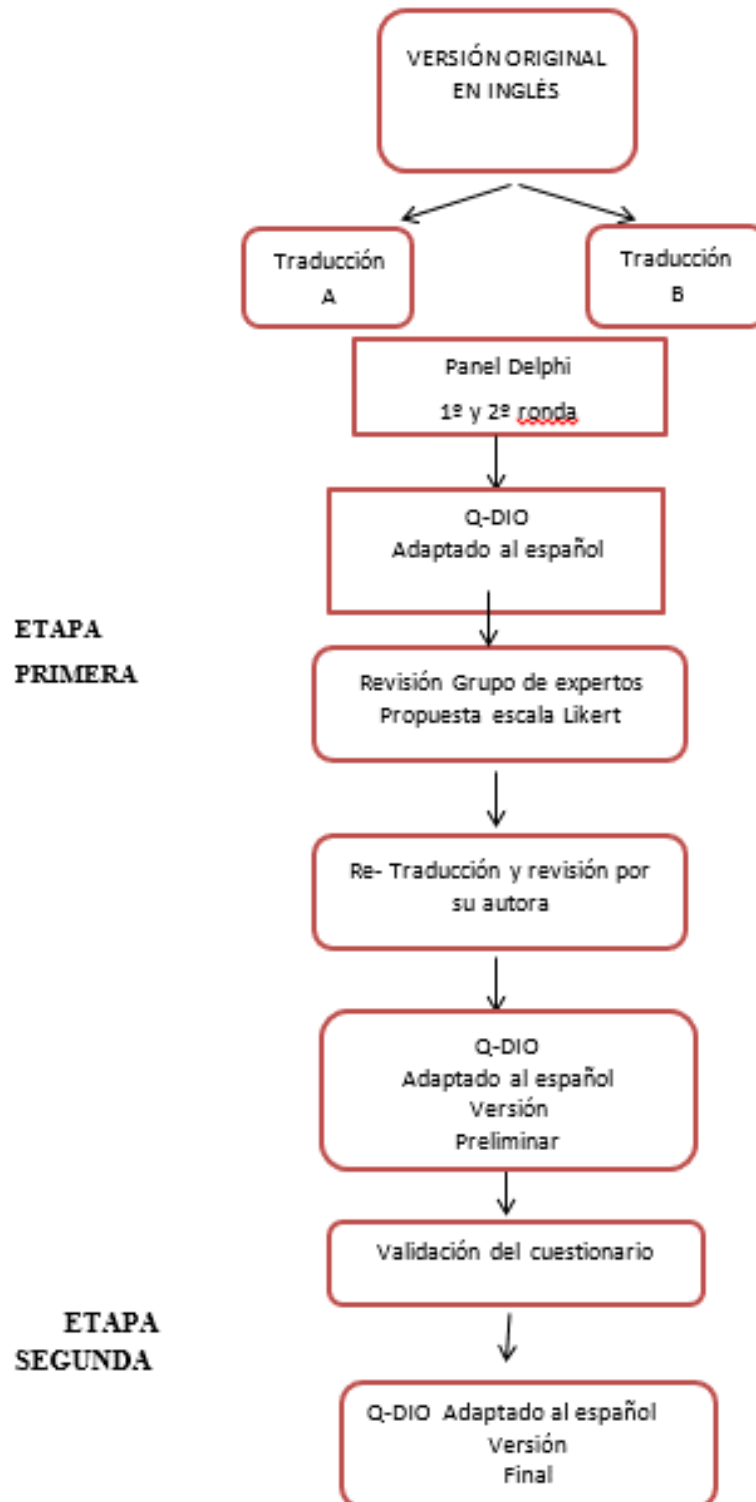 VERSIÓN ORIGINAL
EN INGLÉS
Traducción
A
Traducción
B
Panel Delphi
1º y 2º ronda
Q-DIO
Adaptado al español
ETAPA
PRIMERA
Revisión Grupo de expertos
Propuesta escala Likert
Re- Traducción y revisión por
su autora
Q-DIO
Adaptado al español
Versión
Preliminar
Validación del cuestionario
ETAPA
SEGUNDA
Q-DIO Adaptado al español
Versión
Final